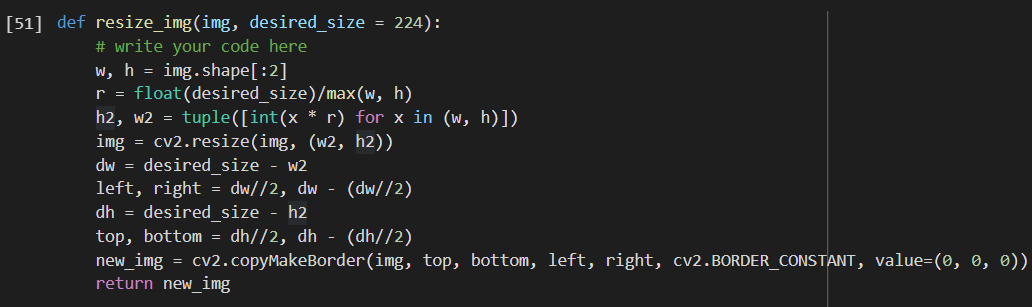 [51] def resize_img(img, desired_size = 224):
# write your code here
w, h = img.shape[:2]
r = float(desired_size)/max(w, h)
h2, w2 = tuple([int(x * r) for x in (w, h)])
img = cv2.resize(img, (w2, h2))
dw = desired_size - w2
left, right = dw//2, dw - (dw//2)
dh = desired_size - h2
top, bottom = dh//2, dh - (dh//2)
new_img = cv2.copyMakeBorder(img, top, bottom, left, right, cv2.BORDER_CONSTANT, value=(0, 0, 0))
return new_img